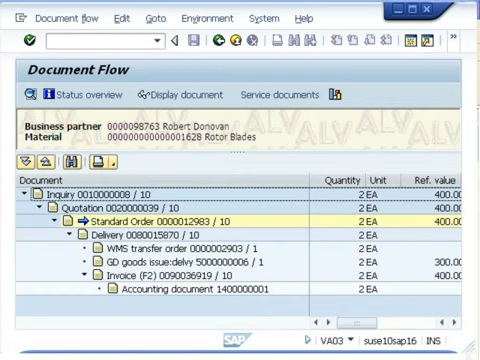 Document flow Edit Goto Environment System Help
Document Flow
Status overview Display document Service documents
Business partner 0000098763 Robert Donovan
Material 000000000000001628 Rotor Blades
Document Quantity Unit Ref. value
Inquiry 0010000008 / 10 2 EA 400.00
Quotation 0020000039 / 10 2 EA 400.00
Standard Order 0000012983 / 10 2 EA 400.00
Delivery 0080015870 / 10 2 EA
WMS transfer order 0000002903 / 1 2 EA
GD goods issue:delvy 5000000006 / 1 2 EA 300.00
Invoice (F2) 0090036919 / 10 2 EA 400.00
Accounting document 1400000001 2 EA
SAP VA03 suse10sap16 INS